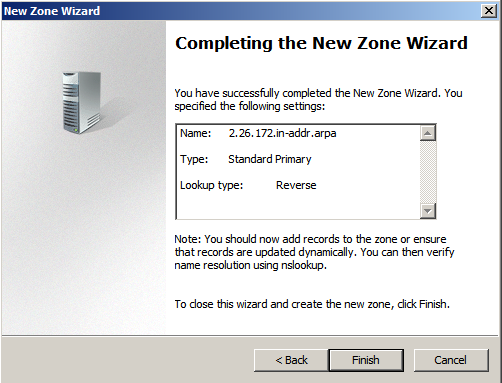 New Zone Wizard
Completing the New Zone Wizard
You have successfully completed the New Zone Wizard. You
specified the following settings:
Name: 2.26.172.in-addr.arpa
Type: Standard Primary
Lookup type: Reverse
Note: You should now add records to the zone or ensure
that records are updated dynamically. You can then verify
name resolution using nslookup.
To close this wizard and create the new zone, click Finish.
< Back Finish Cancel